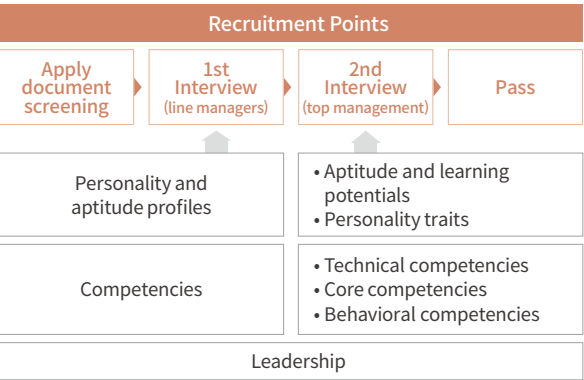 Recruitment Points
Apply
document
screening
1st
Interview
(line managers)
2nd
Interview
(top management)
Pass
Personality and
aptitude profiles
• Aptitude and learning
potentials
• Personality traits
Competencies
• Technical competencies
• Core competencies
• Behavioral competencies
Leadership